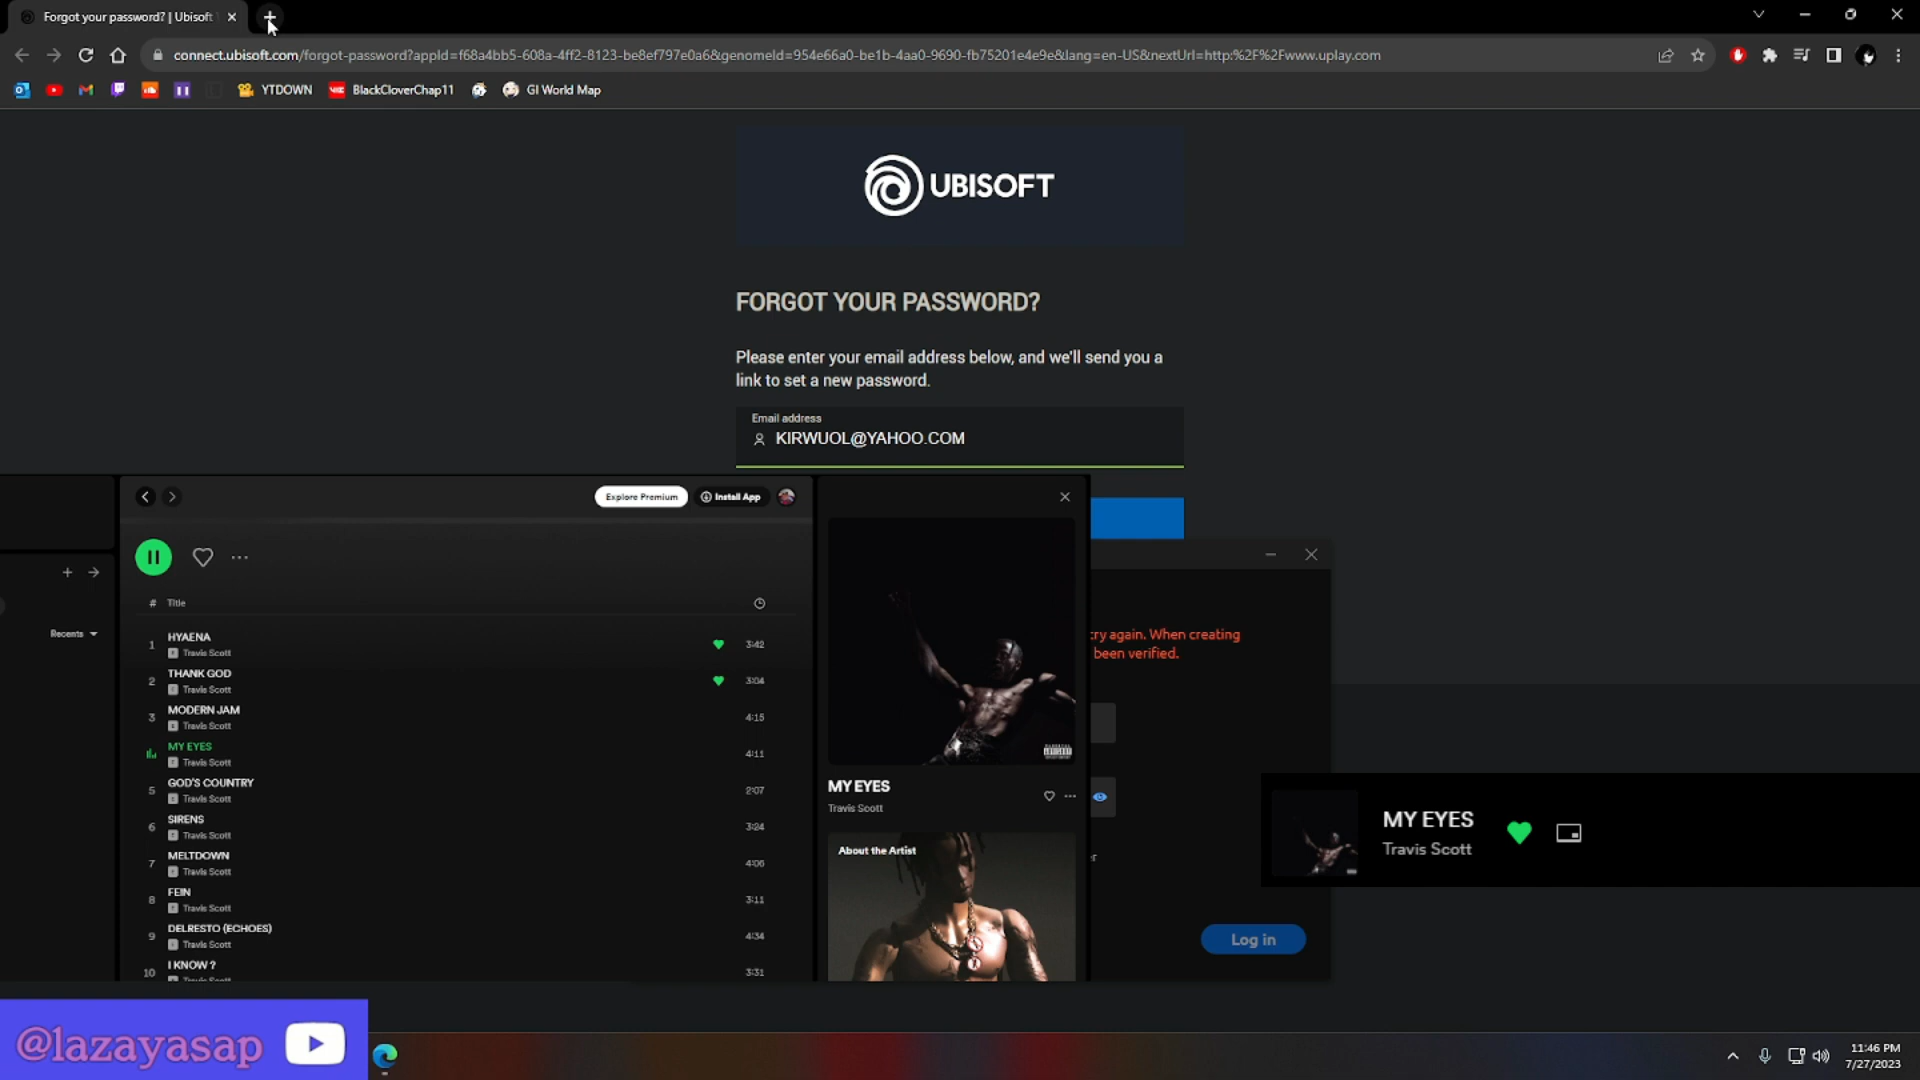 Forgot your password? | Ubisoft
connect.ubisoft.com/forgot-password?appId=f68a4bb5-608a-4ff2-8123-be8ef797e0a6&genomeId=954e66a0-be1b-4aa0-9690-fb75201e4e9e&lang=en-US&nextUrl=http:%2F%2Fwww.uplay.com
YTDOWN
BlackCloverChap11
GI World Map
UBISOFT
FORGOT YOUR PASSWORD?
Please enter your email address below, and we'll send you a
link to set a new password.
Email address
KIRWUOL@YAHOO.COM
Explore Premium
Install App
Recents
# Title
1 HYAENA 3:42
E Travis Scott
2 THANK GOD 3:04
E Travis Scott
3 MODERN JAM 4:15
E Travis Scott
MY EYES 4:11
E Travis Scott
5 GOD'S COUNTRY 2:07
E Travis Scott
6 SIRENS 3:24
E Travis Scott
7 MELTDOWN 4:06
E Travis Scott
8 FEIN 3:11
E Travis Scott
9 DELRESTO (ECHOES) 4:34
E Travis Scott
10 I KNOW ? 3:31
Travis Scott
MY EYES
Travis Scott
About the Artist
try again. When creating
been verified.
Log in
MY EYES
Travis Scott
@lazayasap
11:46 PM
7/27/2023